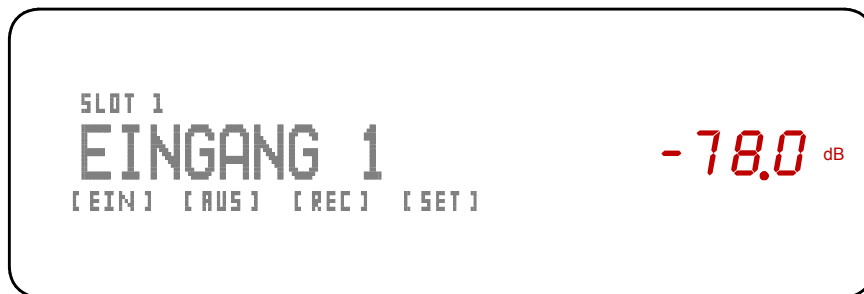 SLOT 1
EINGANG 1
[EIN] [AUS] [REC] [SET]
-78.0 dB